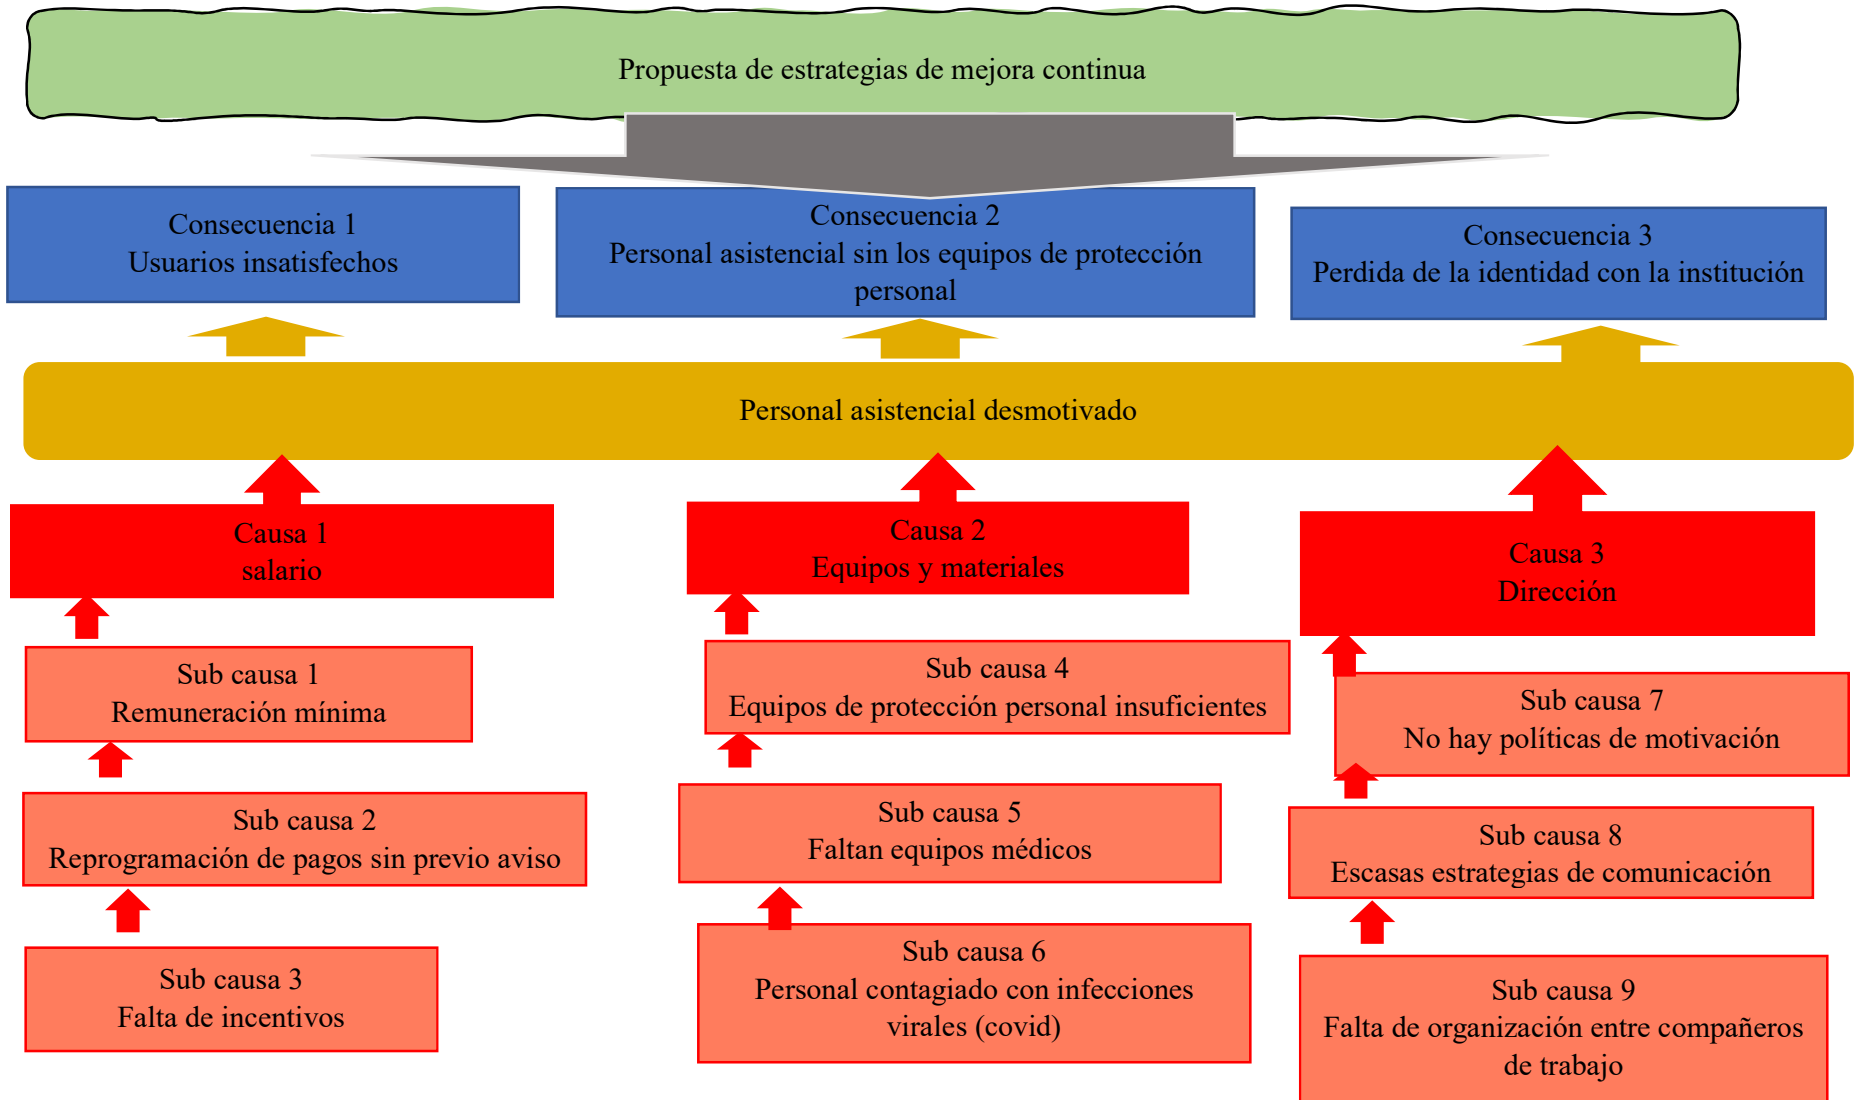 Propuesta de estrategias de mejora continua
Consecuencia 1
Usuarios insatisfechos
Consecuencia 2
Personal asistencial sin los equipos de protección
personal
Consecuencia 3
Perdida de la identidad con la institución
Personal asistencial desmotivado
Causa 1
salario
Causa 2
Equipos y materiales
Causa 3
Dirección
Sub causa 1
Remuneración mínima
Sub causa 4
Equipos de protección personal insuficientes
Sub causa 7
No hay políticas de motivación
Sub causa 2
Reprogramación de pagos sin previo aviso
Sub causa 5
Faltan equipos médicos
Sub causa 8
Escasas estrategias de comunicación
Sub causa 3
Falta de incentivos
Sub causa 6
Personal contagiado con infecciones
virales (covid)
Sub causa 9
Falta de organización entre compañeros
de trabajo